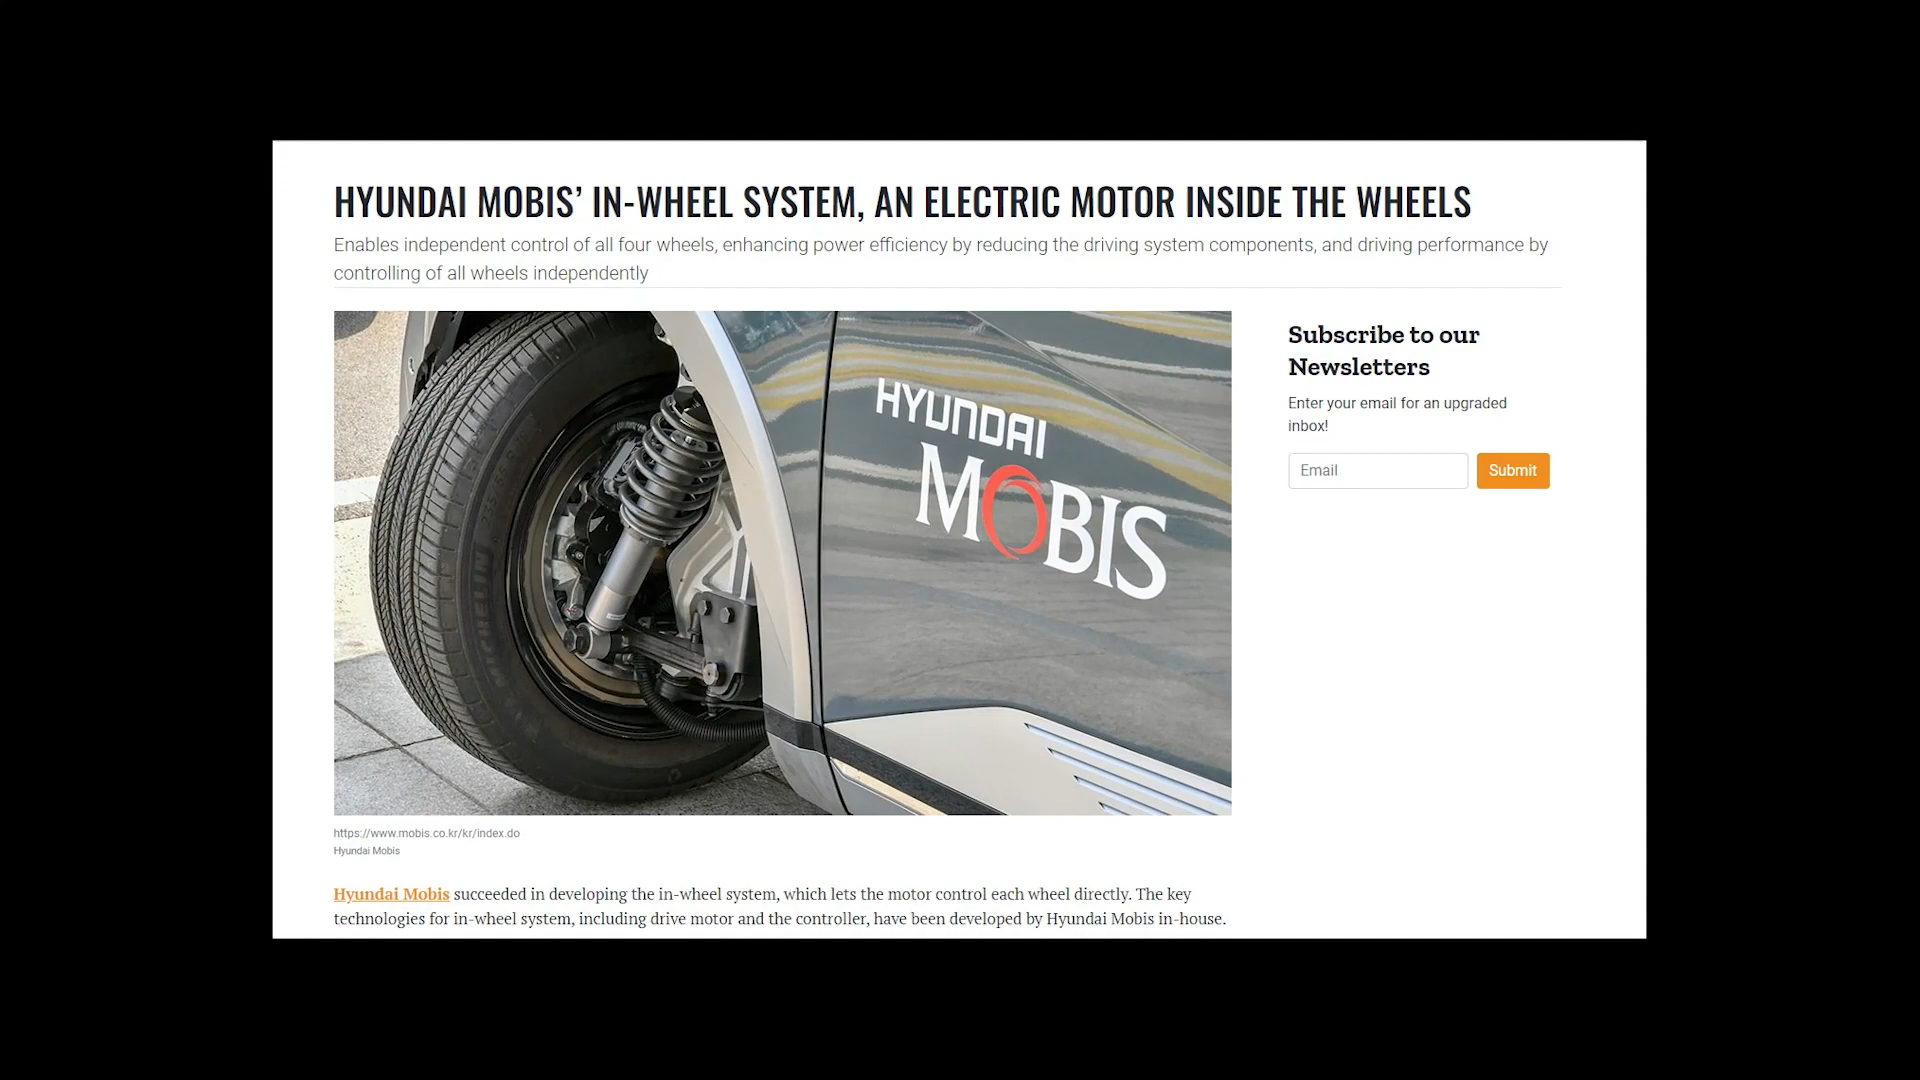 HYUNDAI MOBIS’ IN-WHEEL SYSTEM, AN ELECTRIC MOTOR INSIDE THE WHEELS
Enables independent control of all four wheels, enhancing power efficiency by reducing the driving system components, and driving performance by
controlling of all wheels independently
HYUNDAI
MOBIS
MICHELIN
Subscribe to our
Newsletters
Enter your email for an upgraded
inbox!
Email
Submit
https://www.mobis.co.kr/kr/index.do
Hyundai Mobis
Hyundai Mobis succeeded in developing the in-wheel system, which lets the motor control each wheel directly. The key
technologies for in-wheel system, including drive motor and the controller, have been developed by Hyundai Mobis in-house.